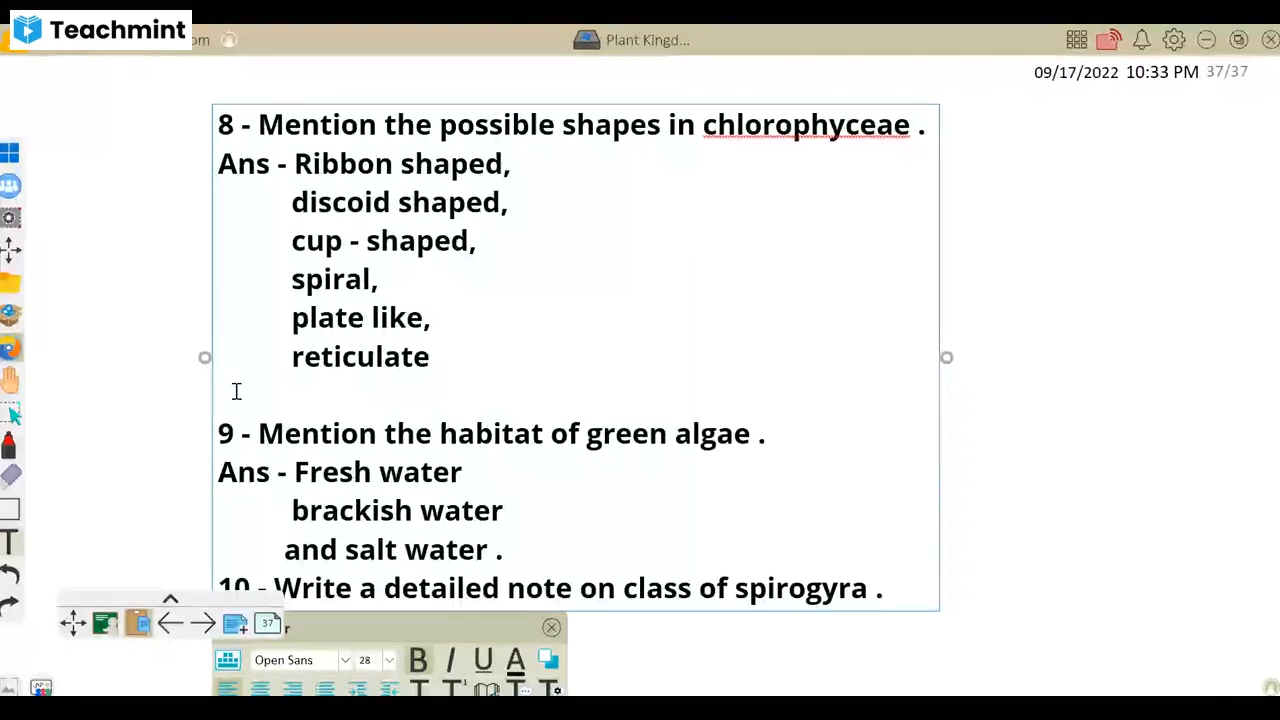 Teachmint
om
Plant Kingd...
09/17/2022 10:33 PM 37/37
8 - Mention the possible shapes in chlorophyceae .
Ans - Ribbon shaped,
discoid shaped,
cup - shaped,
spiral,
plate like,
reticulate
9 - Mention the habitat of green algae .
Ans - Fresh water
brackish water
and salt water .
10 - Write a detailed note on class of spirogyra .
37
r
Open Sans 28 B I U A
T T 1 T T